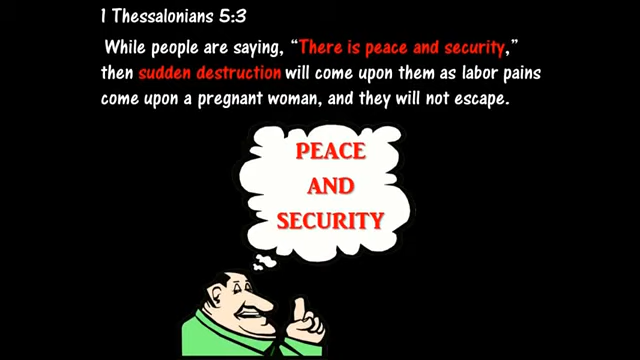 1 Thessalonians 5:3
While people are saying, “There is peace and security,”
then sudden destruction will come upon them as labor pains
come upon a pregnant woman, and they will not escape.
PEACE
AND
SECURITY